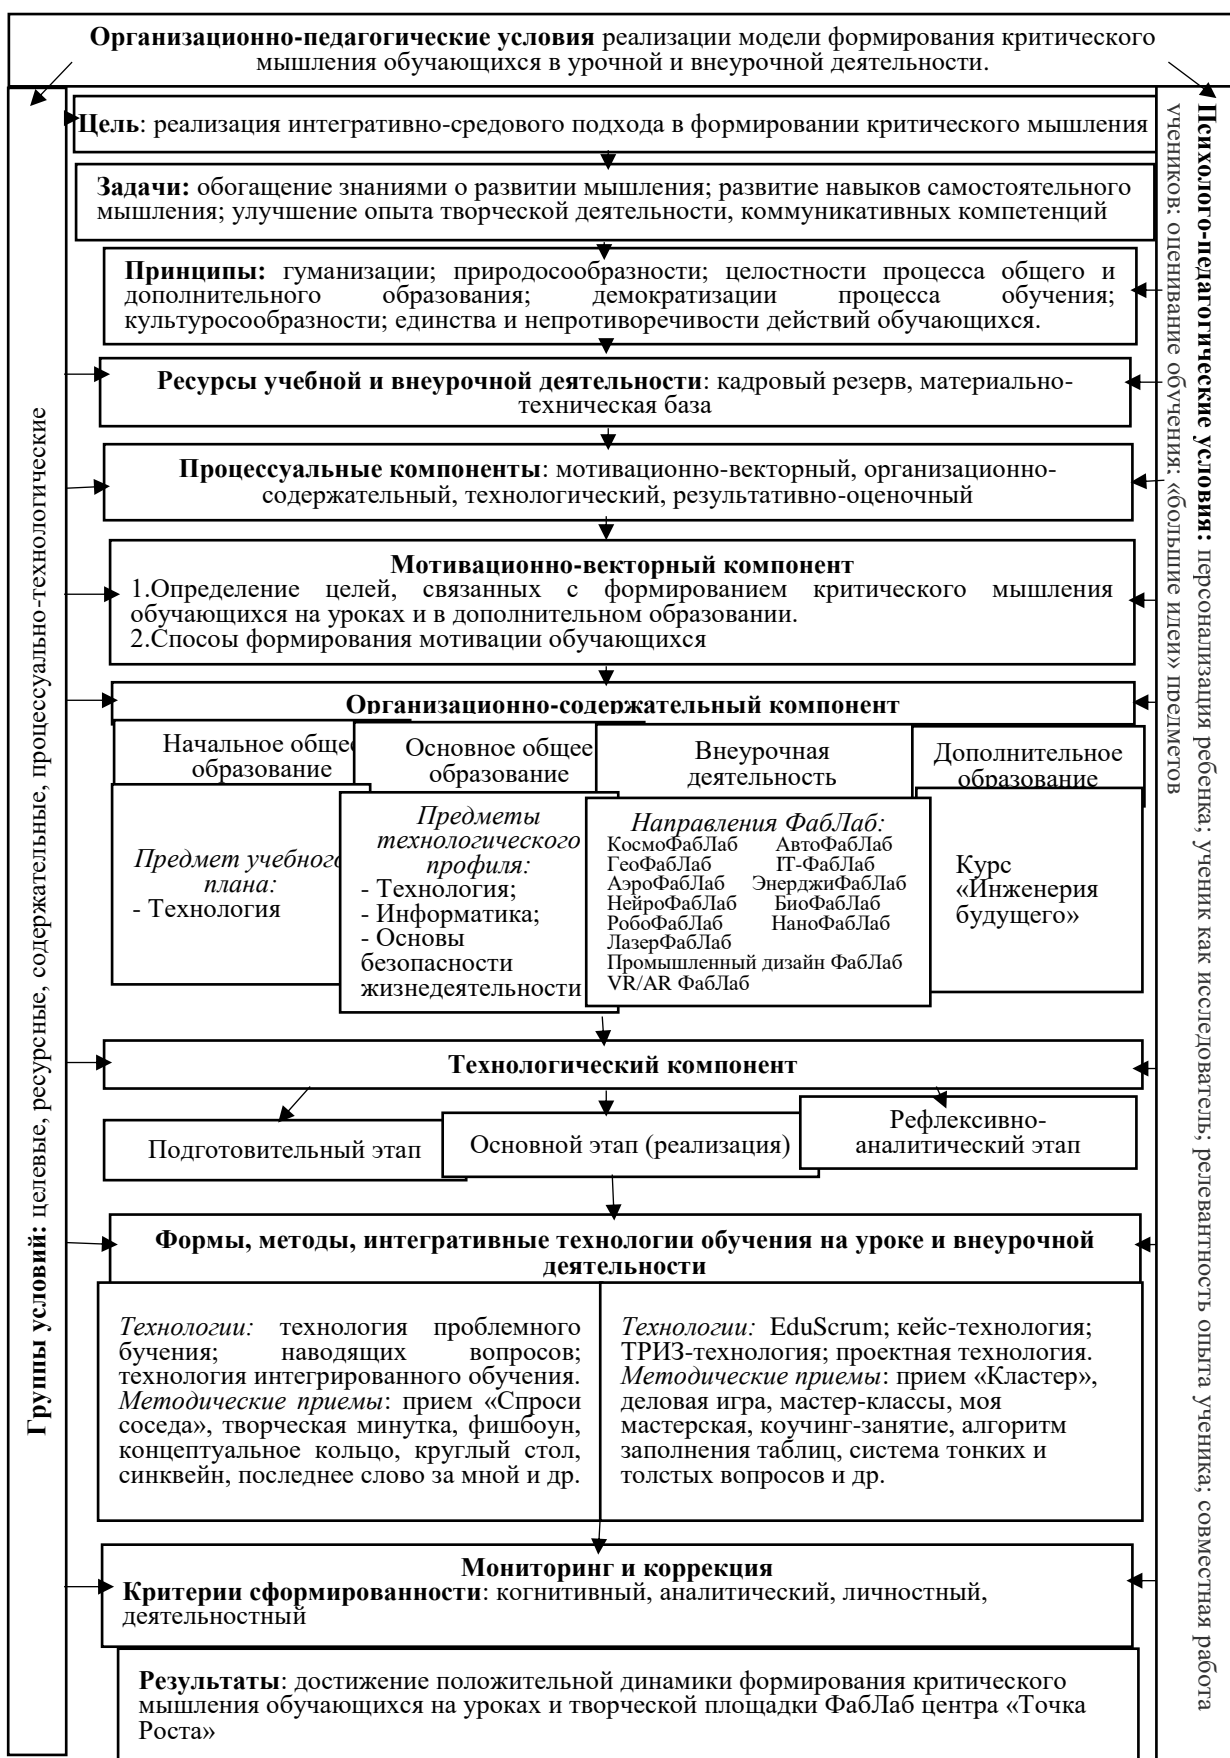 Организационно-педагогические условия реализации модели формирования критического
мышления обучающихся в урочной и внеурочной деятельности.
Группы условий: целевые, ресурсные, содержательные, процессуально-технологические
Цель: реализация интегративно-средового подхода в формировании критического мышления
Задачи: обогащение знаниями о развитии мышления; развитие навыков самостоятельного
мышления; улучшение опыта творческой деятельности, коммуникативных компетенций
Принципы: гуманизации; природосообразности; целостности процесса общего и
дополнительного образования; демократизации процесса обучения;
культуросообразности; единства и непротиворечивости действий обучающихся.
Ресурсы учебной и внеурочной деятельности: кадровый резерв, материально-
техническая база
Процессуальные компоненты: мотивационно-векторный, организационно-
содержательный, технологический, результативно-оценочный
Мотивационно-векторный компонент
1.Определение целей, связанных с формированием критического мышления
обучающихся на уроках и в дополнительном образовании.
2.Способы формирования мотивации обучающихся
Организационно-содержательный компонент
Начальное общее
образование
Предмет учебного
плана:
- Технология
Основное общее
образование
Предметы
технологического
профиля:
- Технология;
- Информатика;
- Основы
безопасности
жизнедеятельности
Внеурочная
деятельность
Направления ФабЛаб:
КосмоФабЛаб АвтоФабЛаб
ГеоФабЛаб IT-ФабЛаб
АэроФабЛаб ЭнерджиФабЛаб
НейроФабЛаб БиоФабЛаб
РобоФабЛаб НаноФабЛаб
ЛазерФабЛаб
Промышленный дизайн ФабЛаб
VR/AR ФабЛаб
Дополнительное
образование
Курс
«Инженерия
будущего»
Технологический компонент
Подготовительный этап
Основной этап (реализация)
Рефлексивно-
аналитический этап
Формы, методы, интегративные технологии обучения на уроке и внеурочной
деятельности
Технологии: технология проблемного
бучения; наводящих вопросов;
технология интегрированного обучения.
Методические приемы: прием «Спроси
соседа», творческая минутка, фишбоун,
концептуальное кольцо, круглый стол,
синквейн, последнее слово за мной и др.
Технологии: EduScrum; кейс-технология;
ТРИЗ-технология; проектная технология.
Методические приемы: прием «Кластер»,
деловая игра, мастер-классы, моя
мастерская, коучинг-занятие, алгоритм
заполнения таблиц, система тонких и
толстых вопросов и др.
Мониторинг и коррекция
Критерии сформированности: когнитивный, аналитический, личностный,
деятельностный
Результаты: достижение положительной динамики формирования критического
мышления обучающихся на уроках и творческой площадки ФабЛаб центра «Точка
Роста»
Психолого-педагогические условия: персонализация ребенка; ученик как исследователь; релевантность опыта ученика; совместная работа
учеников; оценивание обучения; «большие идеи» предметов